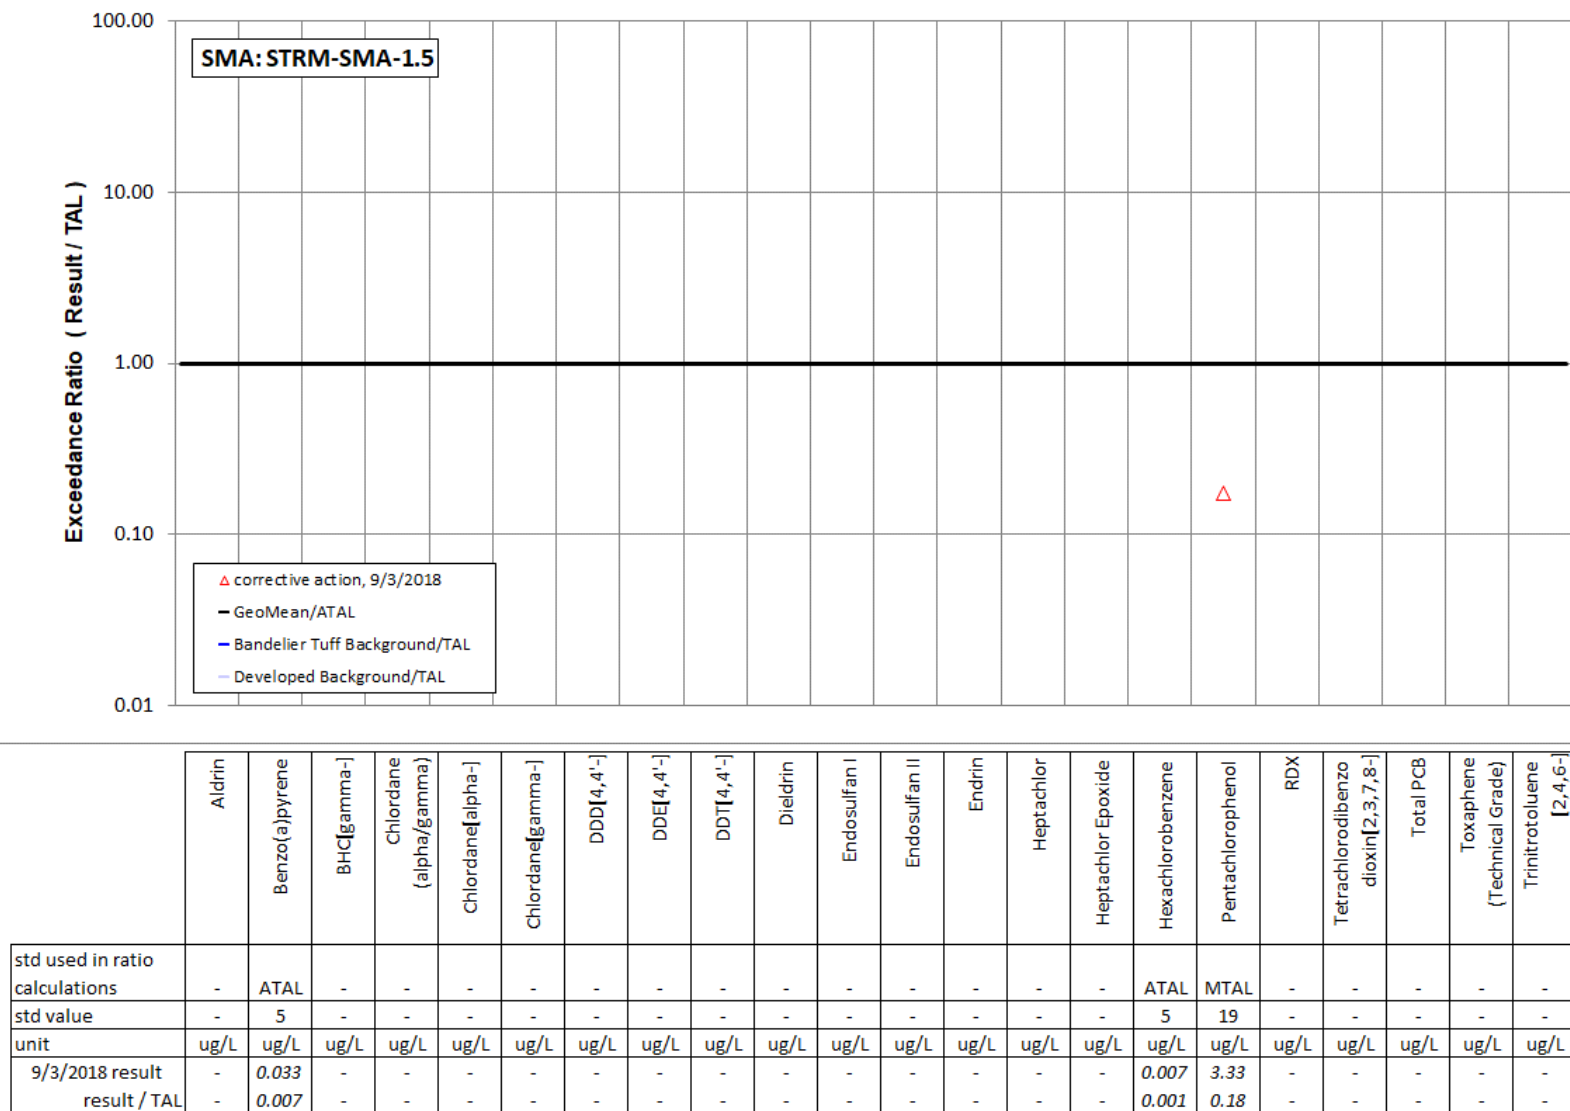 100.00
SMA: STRM-SMA-1.5
10.00
1.00
0.10
0.01
Exceedance Ratio ( Result / TAL )
△ corrective action, 9/3/2018
GeoMean/ATAL
Bandelier Tuff Background/TAL
Developed Background/TAL
Aldrin
Benzo(a)pyrene
BHC[gamma-]
Chlordane
(alpha/gamma)
Chlordane[alpha-]
Chlordane[gamma-]
DDD[4,4'-]
DDE[4,4'-]
DDT[4,4'-]
Dieldrin
Endosulfan I
Endosulfan II
Endrin
Heptachlor
Heptachlor Epoxide
Hexachlorobenzene
Pentachlorophenol
RDX
Tetrachlorodibenzo
dioxin[2,3,7,8-]
Total PCB
Toxaphene
(Technical Grade)
Trinitrotoluene
[2,4,6-]
std used in ratio
calculations - ATAL - - - - - - - - - - - - - ATAL MTAL - - - - -
std value - 5 - - - - - - - - - - - - - 5 19 - - - - -
unit ug/L ug/L ug/L ug/L ug/L ug/L ug/L ug/L ug/L ug/L ug/L ug/L ug/L ug/L ug/L ug/L ug/L ug/L ug/L ug/L ug/L ug/L
9/3/2018 result - 0.033 - - - - - - - - - - - - - 0.007 3.33 - - - - -
result / TAL - 0.007 - - - - - - - - - - - - - 0.001 0.18 - - - - -